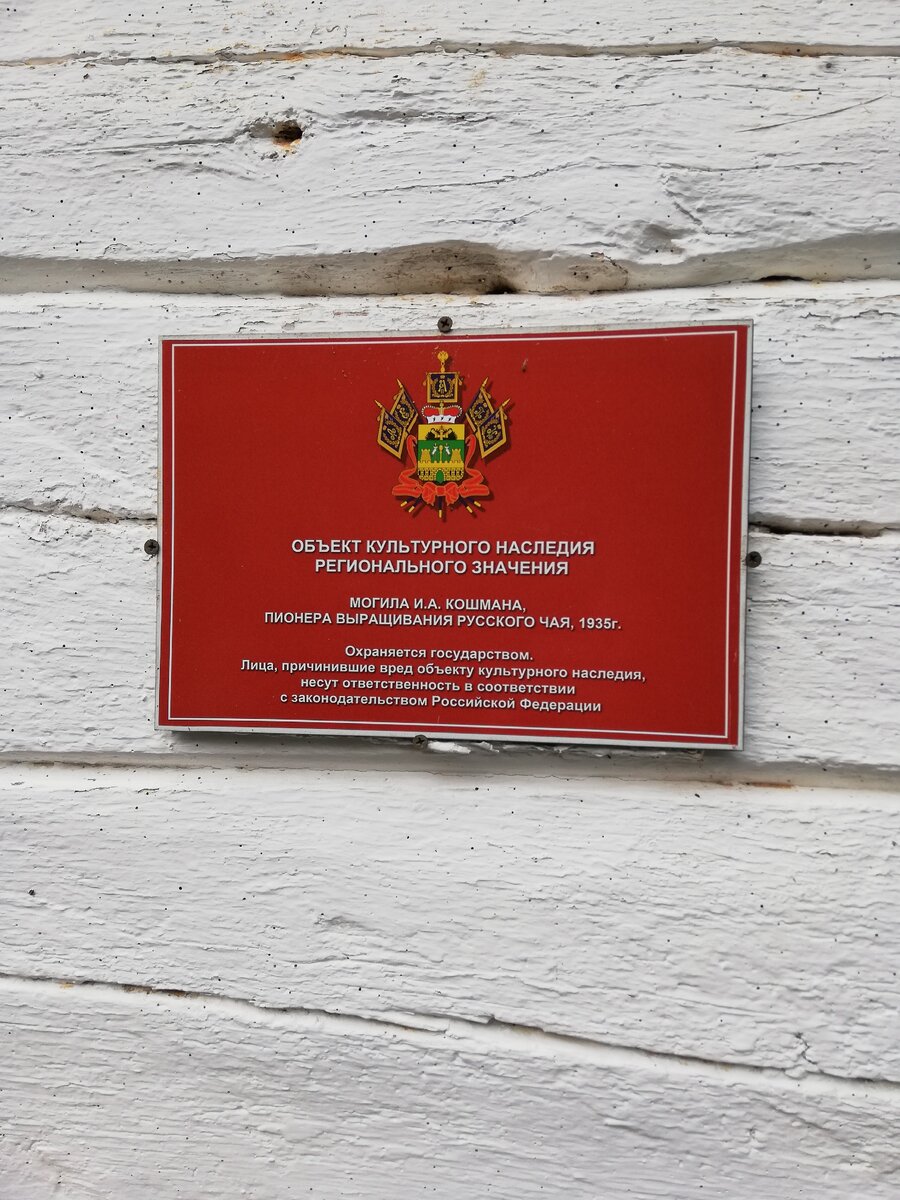 ОБЪЕКТ КУЛЬТУРНОГО НАСЛЕДИЯ
РЕГИОНАЛЬНОГО ЗНАЧЕНИЯ
МОГИЛА И.А. КОШМАНА,
ПИОНЕРА ВЫРАЩИВАНИЯ РУССКОГО ЧАЯ, 1935г.
Охраняется государством.
Лица, причинившие вред объекту культурного наследия,
несут ответственность в соответствии
с законодательством Российской Федерации